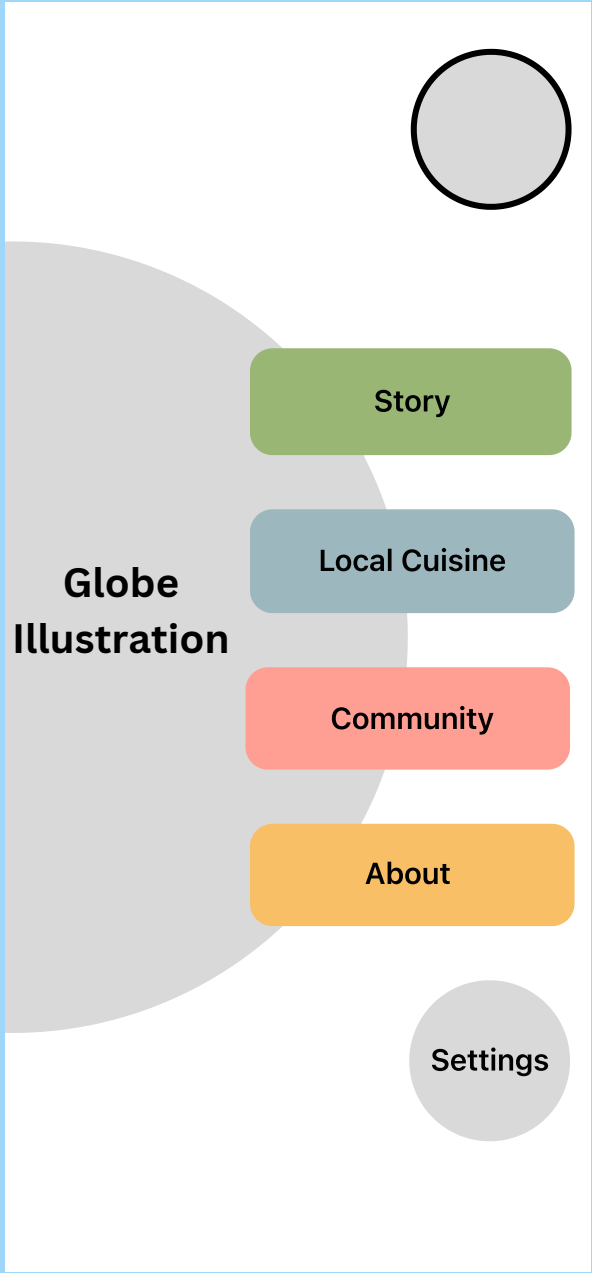 Story
Local Cuisine
Globe
Illustration
Community
About
Settings